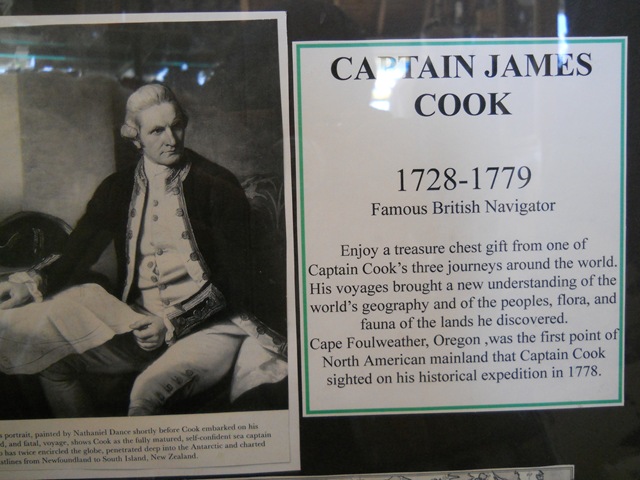 CAPTAIN JAMES
COOK
1728-1779
Famous British Navigator
Enjoy a treasure chest gift from one of
Captain Cook's three journeys around the world.
His voyages brought a new understanding of the
world's geography and of the peoples, flora, and
fauna of the lands he discovered.
Cape Foulweather, Oregon ,was the first point of
North American mainland that Captain Cook
sighted on his historical expedition in 1778.
portrait, painted by Nathaniel Dance shortly before Cook embarked on his
and fatal, voyage, shows Cook as the fully matured, self-confident sea captain
has twice encircled the globe, penetrated deep into the Antarctic and charted
from Newfoundland to South Island, New Zealand.